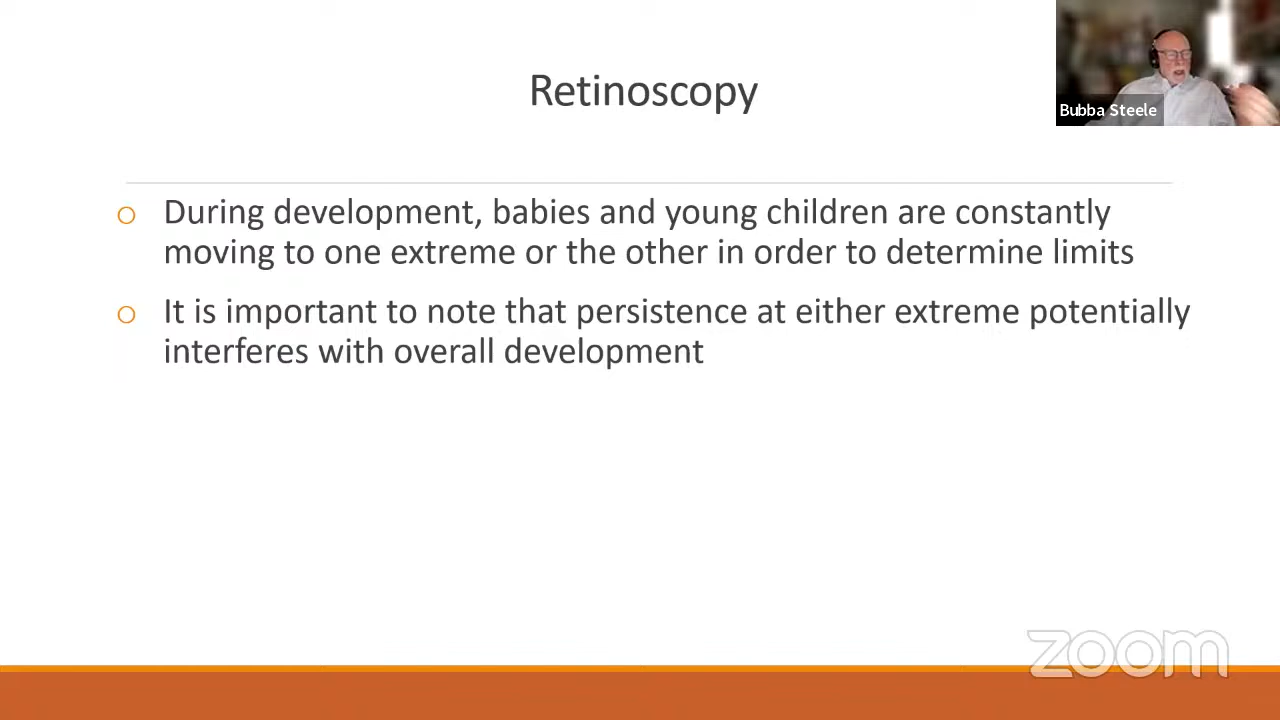 Retinoscopy
Bubba Steele
During development, babies and young children are constantly
moving to one extreme or the other in order to determine limits
It is important to note that persistence at either extreme potentially
interferes with overall development
zoom